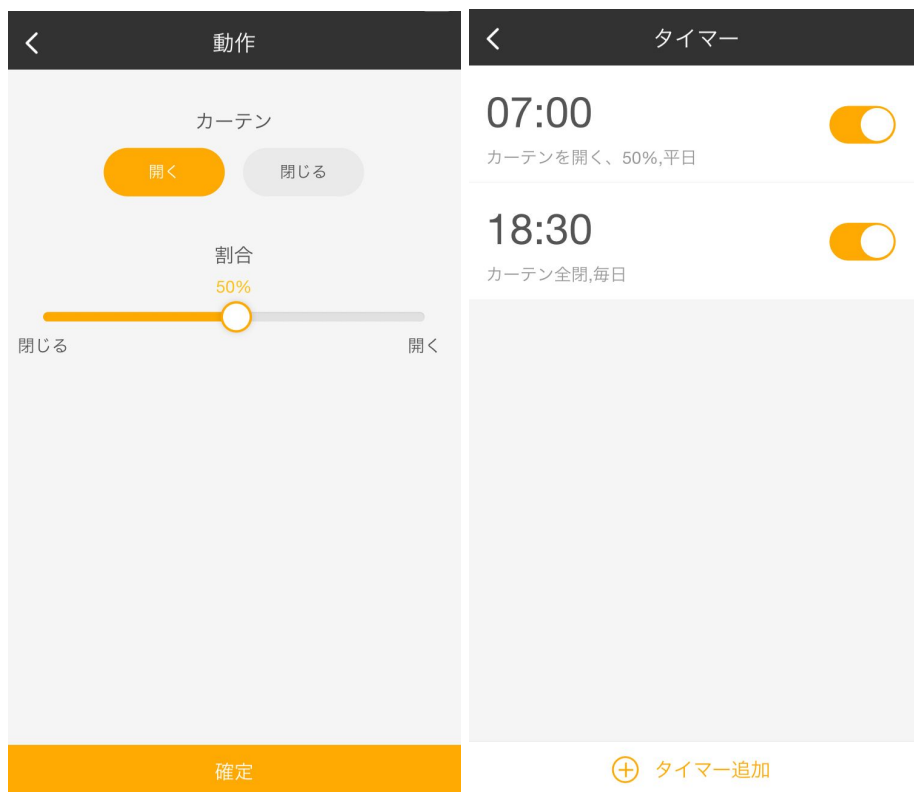 動作
カーテン
開く
閉じる
割合
50%
閉じる
開く
確定
タイマー
07:00
カーテンを開く、50%,平日
18:30
カーテン全閉,毎日
タイマー追加